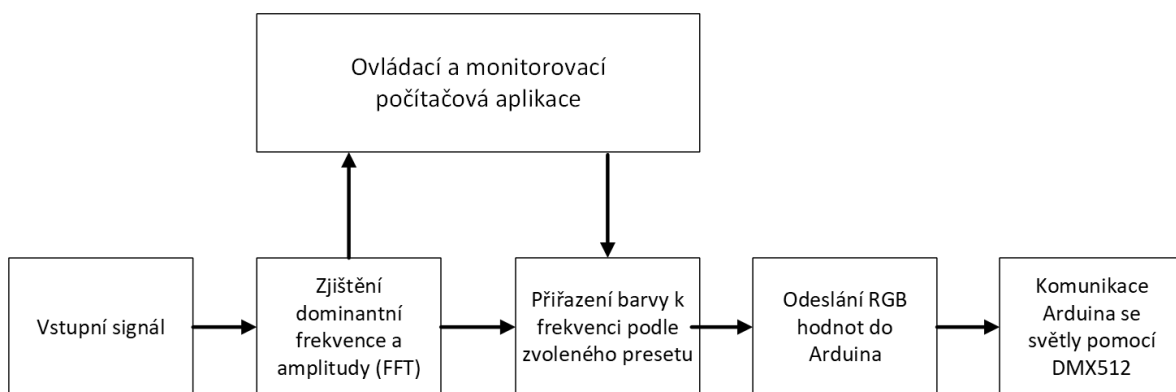 Ovládací a monitorovací
počítačová aplikace
Vstupní signál
Zjištění
dominantní
frekvence a
amplitudy (FFT)
Přiřazení barvy k
frekvenci podle
zvoleného presetu
Odeslání RGB
hodnot do
Arduina
Komunikace
Arduina se
světly pomocí
DMX512